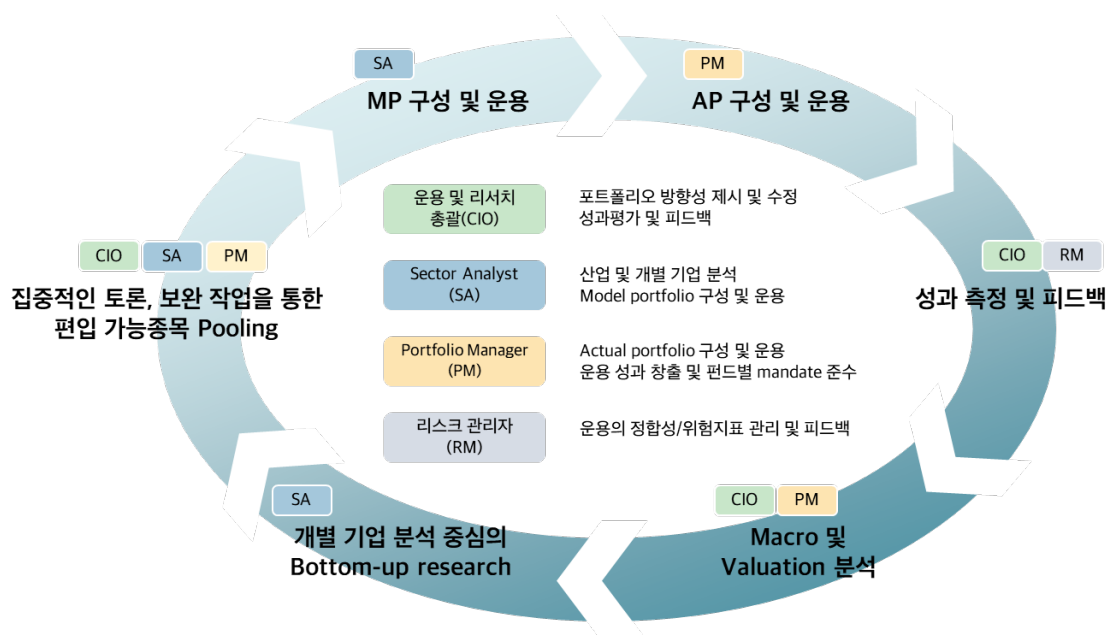 SA
MP 구성 및 운용
PM
AP 구성 및 운용
운용 및 리서치
총괄(CIO)
포트폴리오 방향성 제시 및 수정
성과평가 및 피드백
Sector Analyst
(SA)
산업 및 개별 기업 분석
Model portfolio 구성 및 운용
Portfolio Manager
(PM)
Actual portfolio 구성 및 운용
운용 성과 창출 및 펀드별 mandate 준수
리스크 관리자
(RM)
운용의 정합성/위험지표 관리 및 피드백
CIO SA PM
집중적인 토론, 보완 작업을 통한
편입 가능종목 Pooling
CIO RM
성과 측정 및 피드백
SA
개별 기업 분석 중심의
Bottom-up research
CIO PM
Macro 및
Valuation 분석